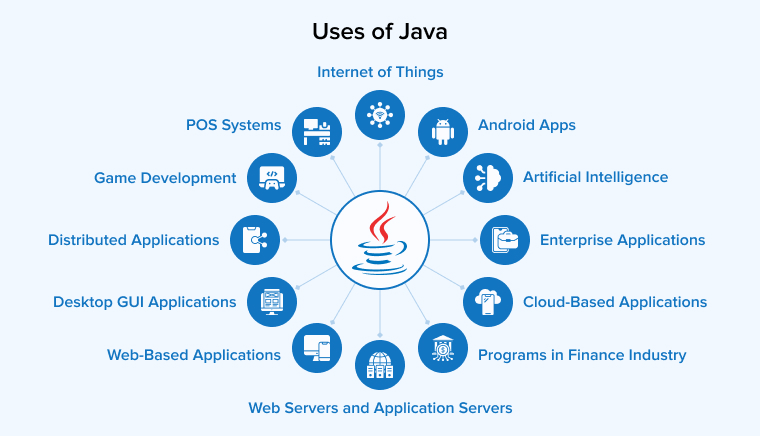 Uses of Java
Internet of Things
POS Systems
Android Apps
Game Development
Artificial Intelligence
Distributed Applications
Enterprise Applications
Desktop GUI Applications
Cloud-Based Applications
Web-Based Applications
Programs in Finance Industry
Web Servers and Application Servers